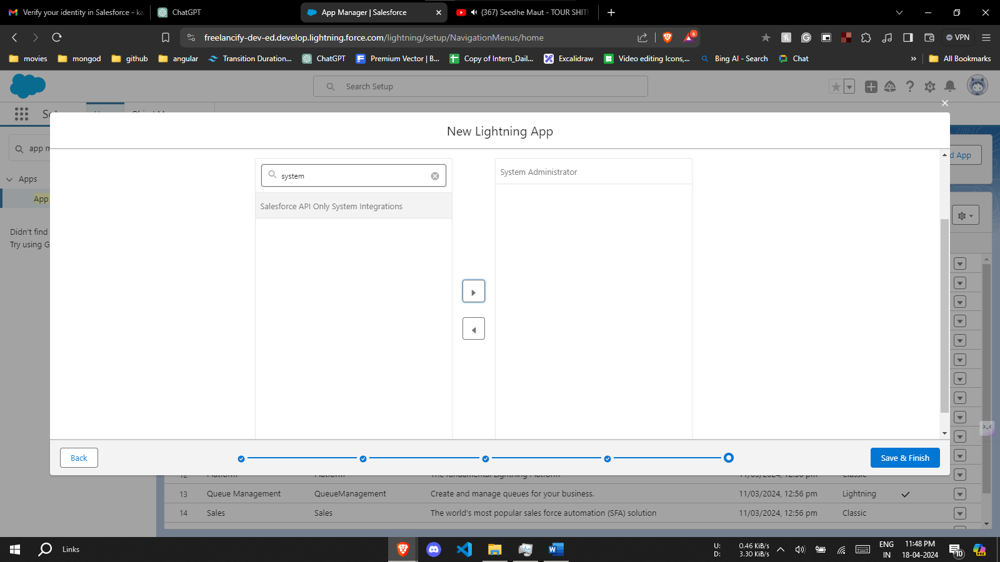 Verify your identity in Salesforce - ka
ChatGPT
App Manager | Salesforce
(367) Seedhe Maut - TOUR SHIT!
freelancify-dev-ed.develop.lightning.force.com/lightning/setup/NavigationMenus/home
6
VPN
movies
mongod
github
angular
Transition Duration...
ChatGPT
Premium Vector | B...
Copy of Intern_Dail...
Excalidraw
Video editing Icons,...
Bing AI - Search
Chat
All Bookmarks
Search Setup
New Lightning App
app m
d App
Apps
App
Didn't find
Try using G
system
System Administrator
Salesforce API Only System Integrations
Back
Save & Finish
13 Queue Management QueueManagement Create and manage queues for your business. 11/03/2024, 12:56 pm Lightning
14 Sales Sales The world's most popular sales force automation (SFA) solution 11/03/2024, 12:56 pm Classic
Links
U: 0.46 KiB/s
D: 3.30 KiB/s
ENG
IN
11:48 PM
18-04-2024
10
PRE